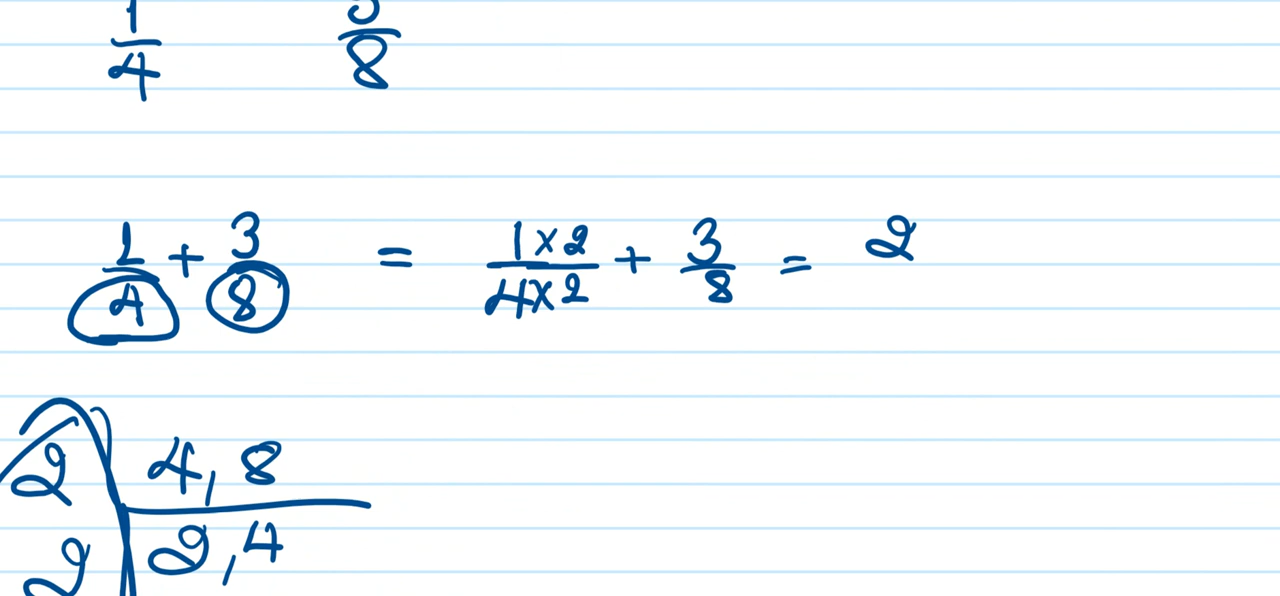 1/4 3/8
1/4 + 3/8 = 1×2/4×2 + 3/8 = 2
2 | 4, 8
2 | 2, 4